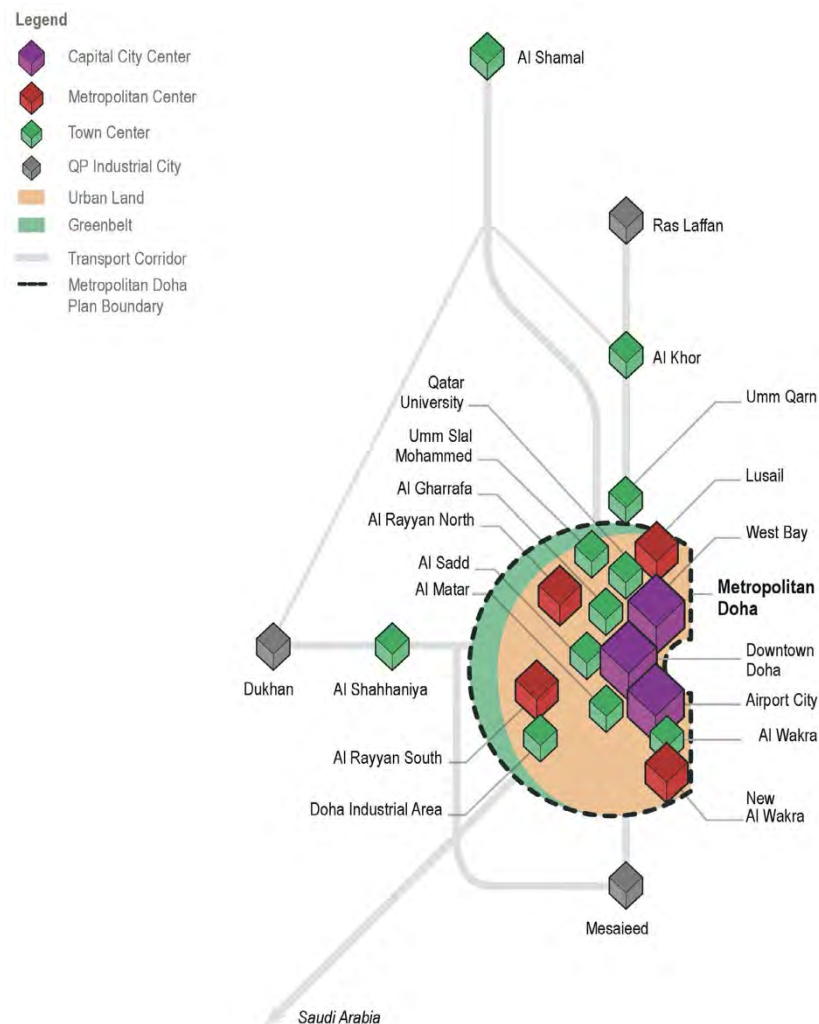 Legend
Capital City Center
Metropolitan Center
Town Center
QP Industrial City
Urban Land
Greenbelt
Transport Corridor
Metropolitan Doha
Plan Boundary
Al Shamal
Ras Laffan
Al Khor
Qatar
University
Umm Qarn
Umm Slal
Mohammed
Lusail
Al Gharrafa
Al Rayyan North
West Bay
Al Sadd
Al Matar
Metropolitan
Doha
Downtown
Doha
Dukhan
Al Shahhaniya
Airport City
Al Wakra
Al Rayyan South
Doha Industrial Area
New
Al Wakra
Mesaieed
Saudi Arabia